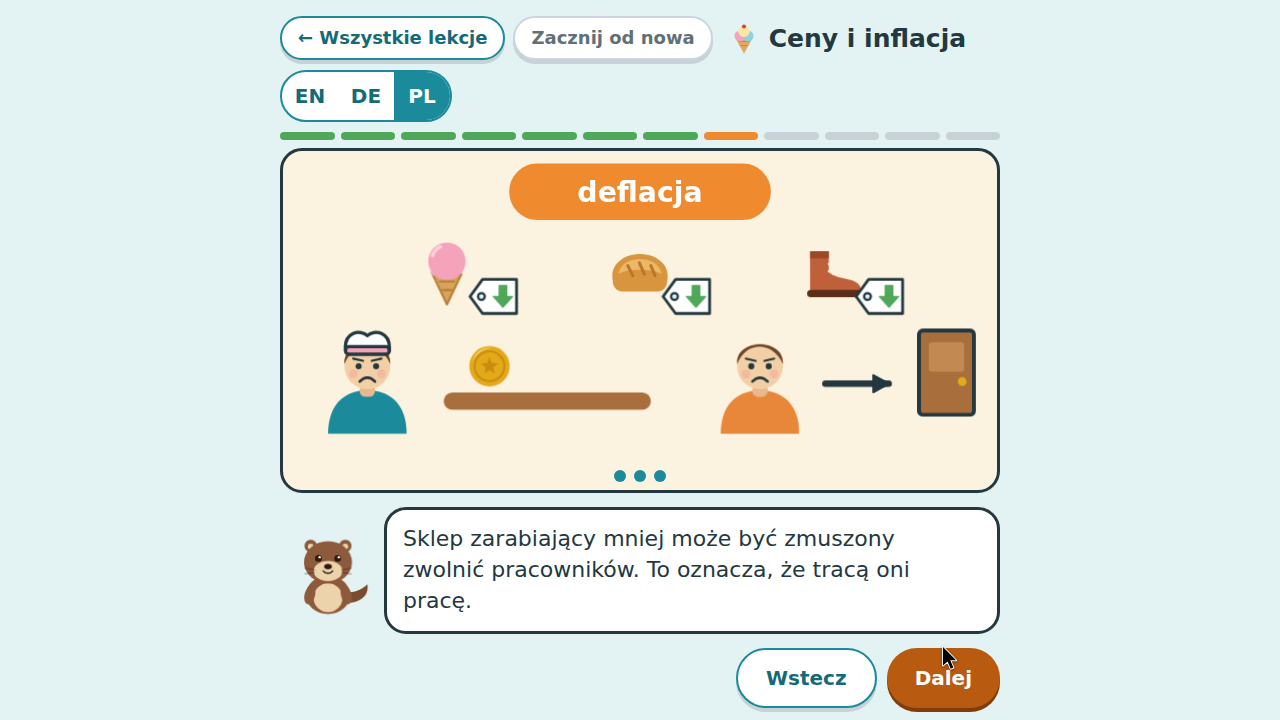 ← Wszystkie lekcje
Zacznij od nowa
Ceny i inflacja
EN DE PL
deflacja
Sklep zarabiający mniej może być zmuszony
zwolnić pracowników. To oznacza, że tracą oni
pracę.
Wstecz
Dalej